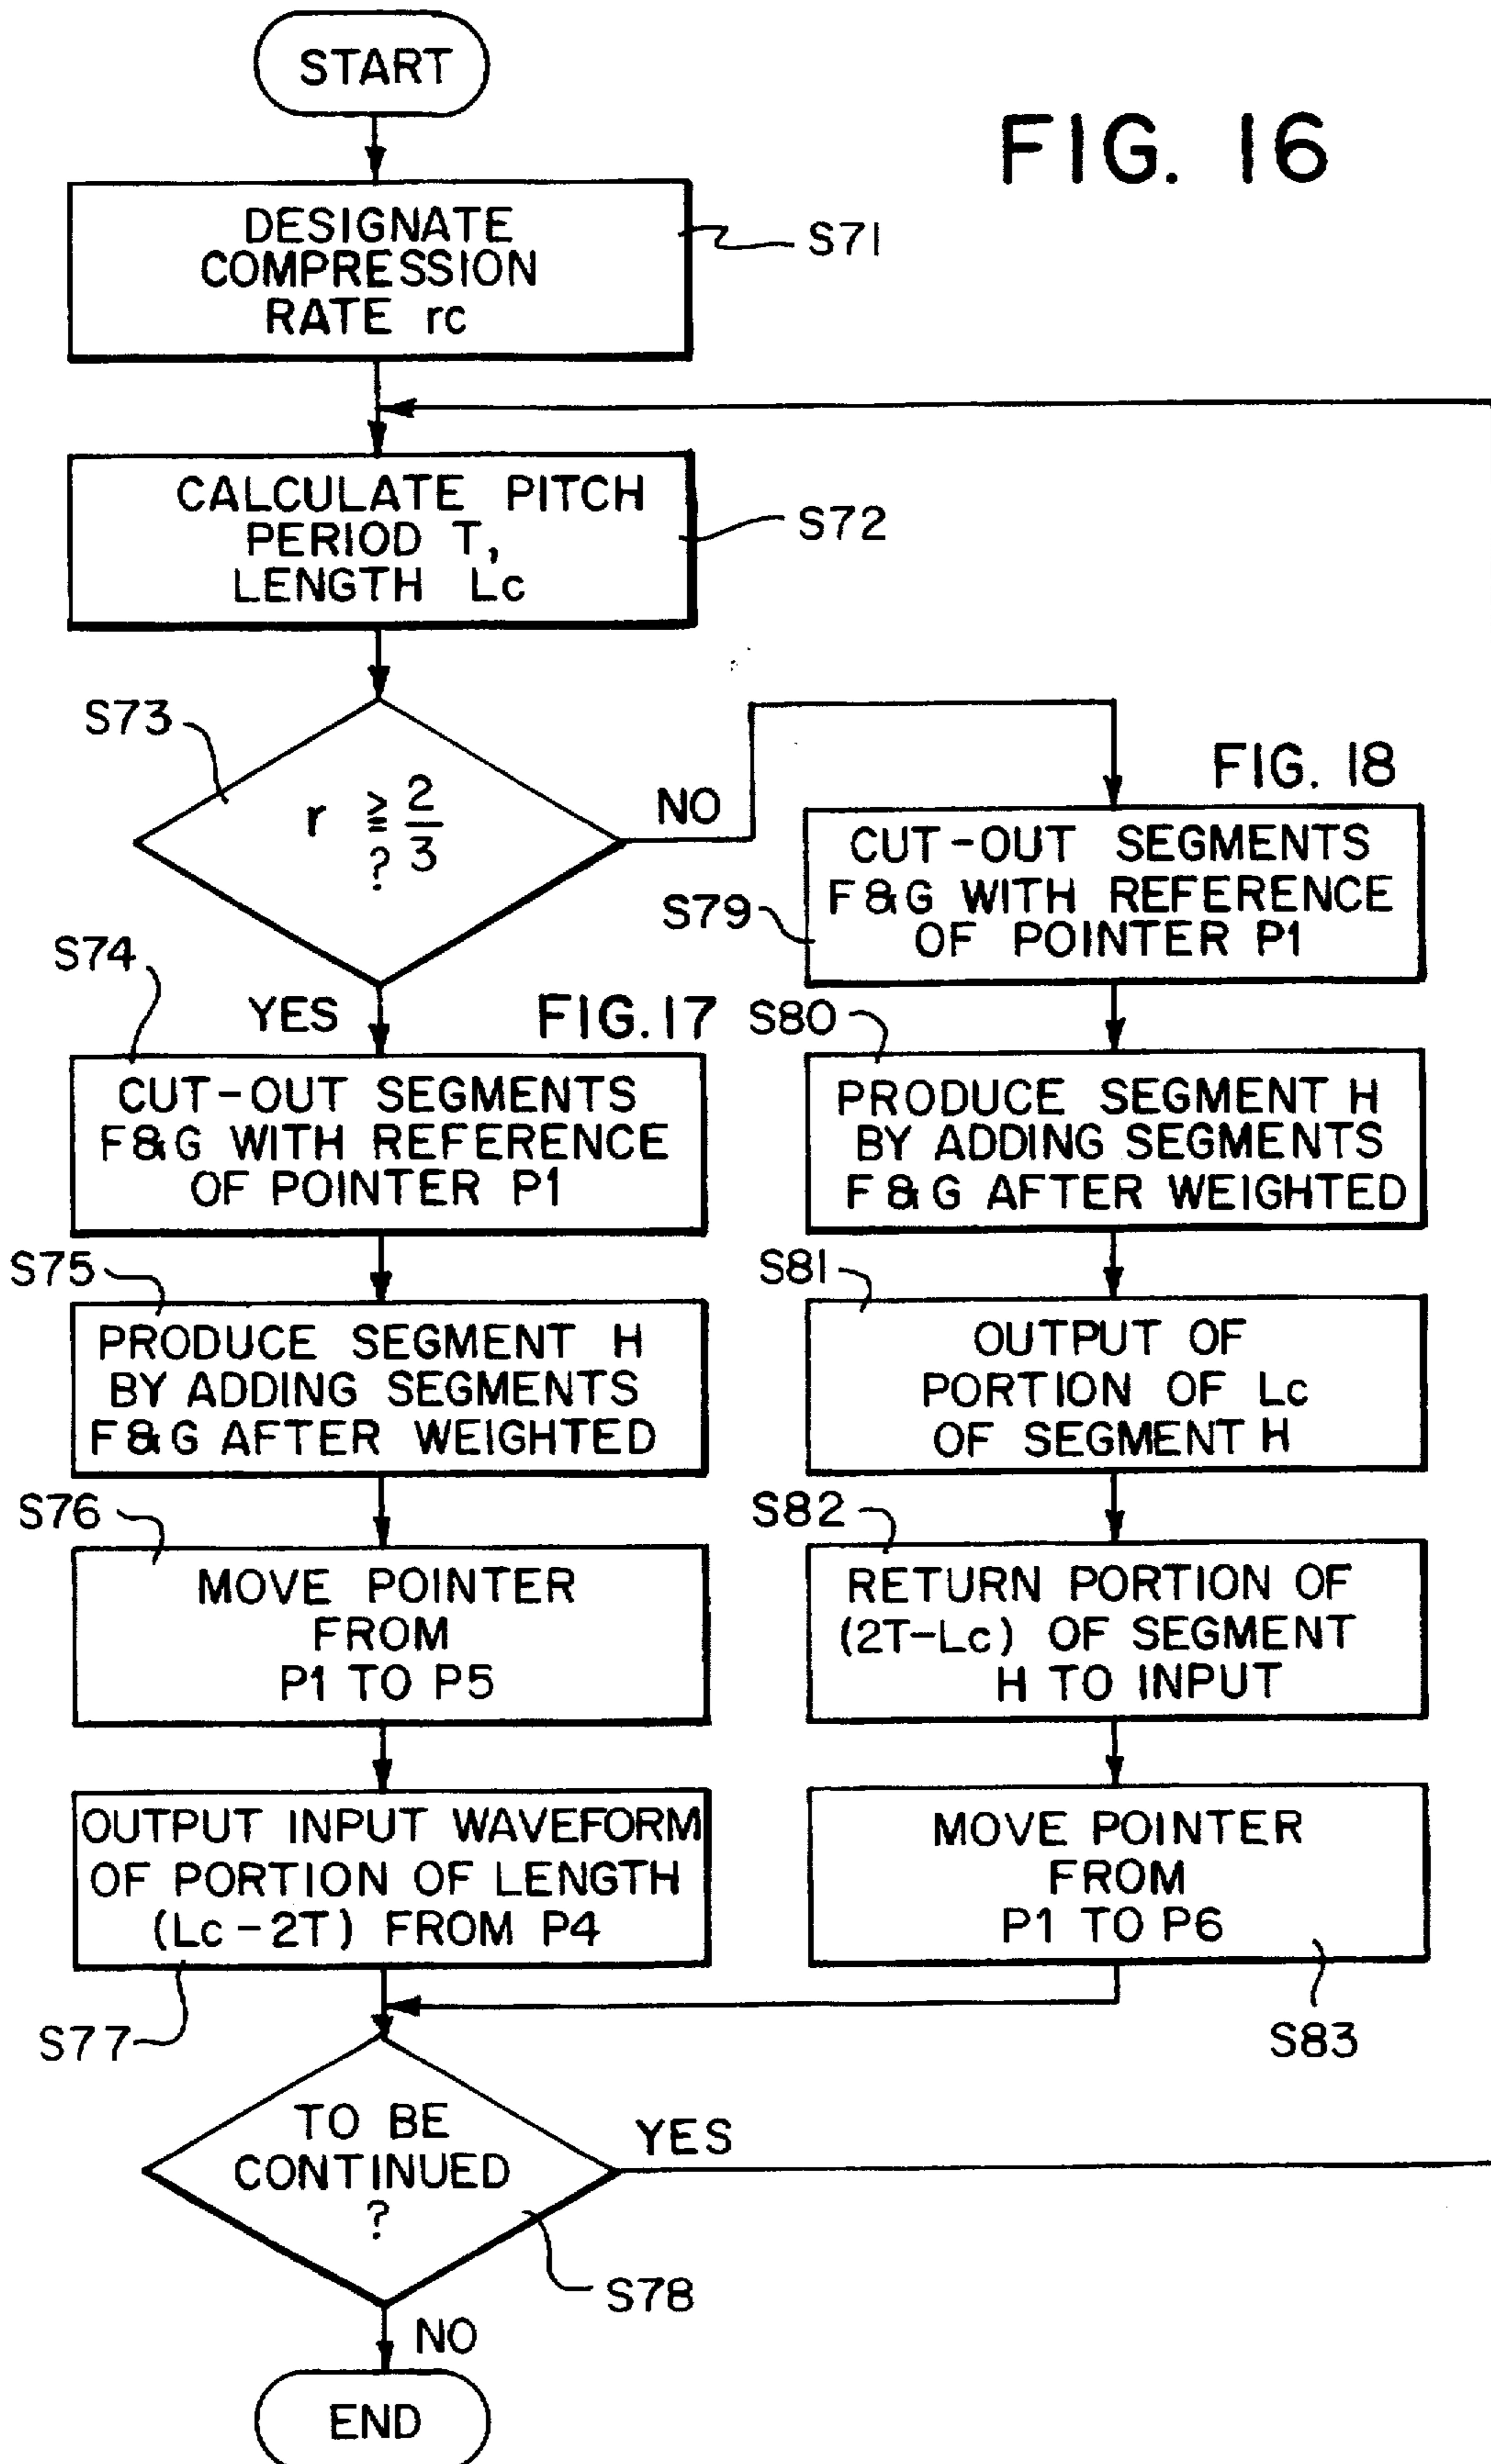 START
FIG. 16
DESIGNATE
COMPRESSION
RATE rc
S71
CALCULATE PITCH
PERIOD T,
LENGTH Lc
S72
S73
r ≧ 2/3
?
NO
YES
FIG. 17
S74
CUT-OUT SEGMENTS
F&G WITH REFERENCE
OF POINTER P1
S75
PRODUCE SEGMENT H
BY ADDING SEGMENTS
F&G AFTER WEIGHTED
S76
MOVE POINTER
FROM
P1 TO P5
OUTPUT INPUT WAVEFORM
OF PORTION OF LENGTH
(Lc-2T) FROM P4
S77
FIG. 18
CUT-OUT SEGMENTS
F&G WITH REFERENCE
OF POINTER P1
S79
S80
PRODUCE SEGMENT H
BY ADDING SEGMENTS
F&G AFTER WEIGHTED
S81
OUTPUT OF
PORTION OF Lc
OF SEGMENT H
S82
RETURN PORTION OF
(2T-Lc) OF SEGMENT
H TO INPUT
MOVE POINTER
FROM
P1 TO P6
S83
TO BE
CONTINUED
?
YES
S78
NO
END